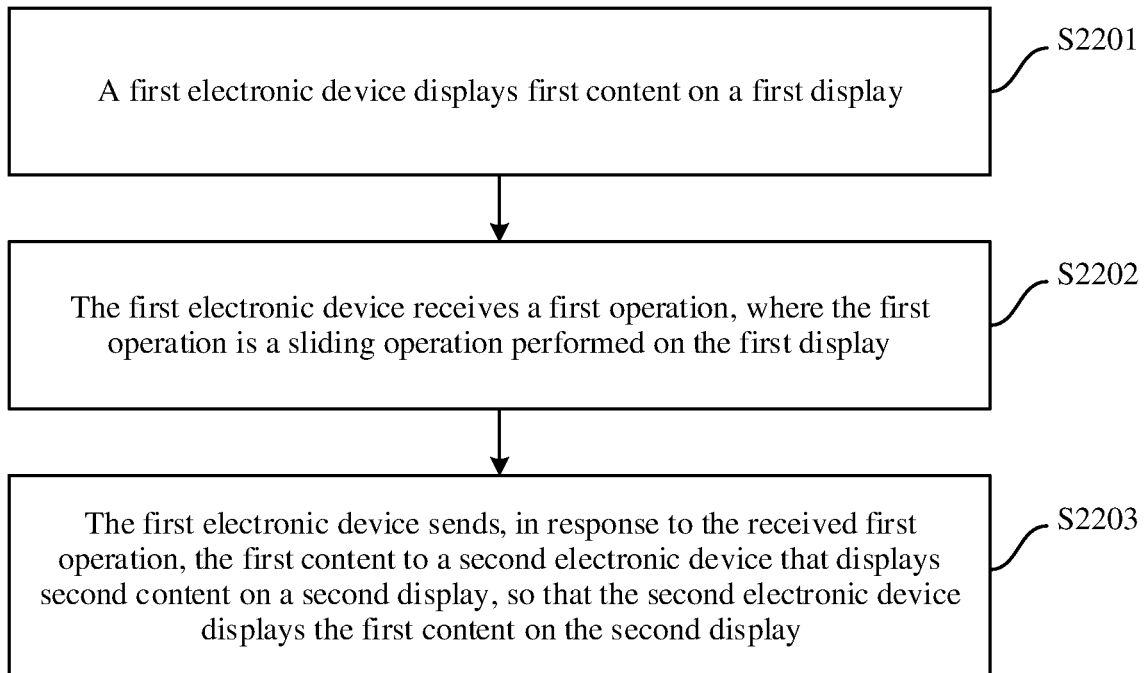 S2201
A first electronic device displays first content on a first display
S2202
The first electronic device receives a first operation, where the first
operation is a sliding operation performed on the first display
S2203
The first electronic device sends, in response to the received first
operation, the first content to a second electronic device that displays
second content on a second display, so that the second electronic device
displays the first content on the second display